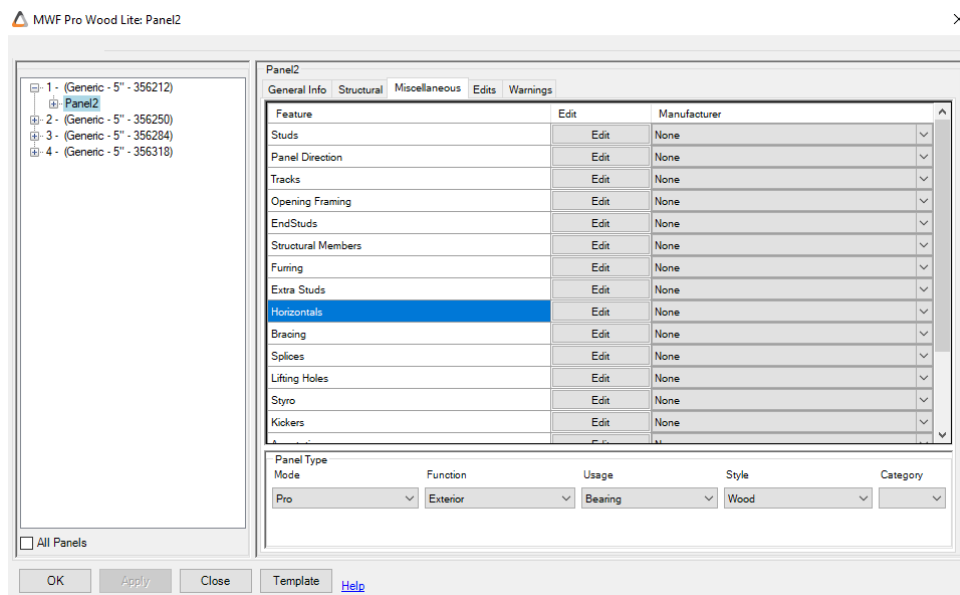 MWF Pro Wood Lite: Panel2
1 - (Generic - 5" - 356212)
Panel2
2 - (Generic - 5" - 356250)
3 - (Generic - 5" - 356284)
4 - (Generic - 5" - 356318)
All Panels
Panel2
General Info Structural Miscellaneous Edits Warnings
Feature Edit Manufacturer
Studs Edit None
Panel Direction Edit None
Tracks Edit None
Opening Framing Edit None
EndStuds Edit None
Structural Members Edit None
Furring Edit None
Extra Studs Edit None
Horizontals Edit None
Bracing Edit None
Splices Edit None
Lifting Holes Edit None
Styro Edit None
Kickers Edit None
Panel Type
Mode Function Usage Style Category
Pro Exterior Bearing Wood
OK Apply Close Template Help